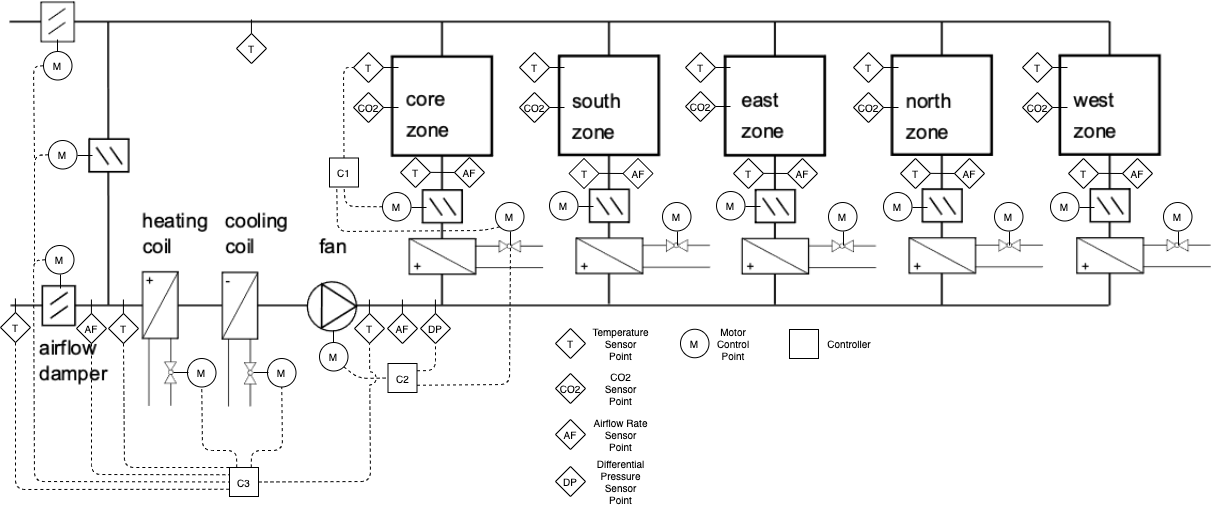 T
M
T
T
T
T
T
core
south
east
north
west
CO2
CO2
CO2
CO2
CO2
zone
zone
zone
zone
zone
M
C1
T
AF
T
AF
T
AF
T
AF
T
AF
M
M
M
M
M
M
M
M
M
M
heating
coil
cooling
coil
fan
+
+
+
+
+
M
+
-
T
AF
T
T
AF
DP
M
airflow
damper
M
M
C2
C3
T
Temperature
Sensor
Point
M
Motor
Control
Point
Controller
CO2
CO2
Sensor
Point
AF
Airflow Rate
Sensor
Point
DP
Differential
Pressure
Sensor
Point